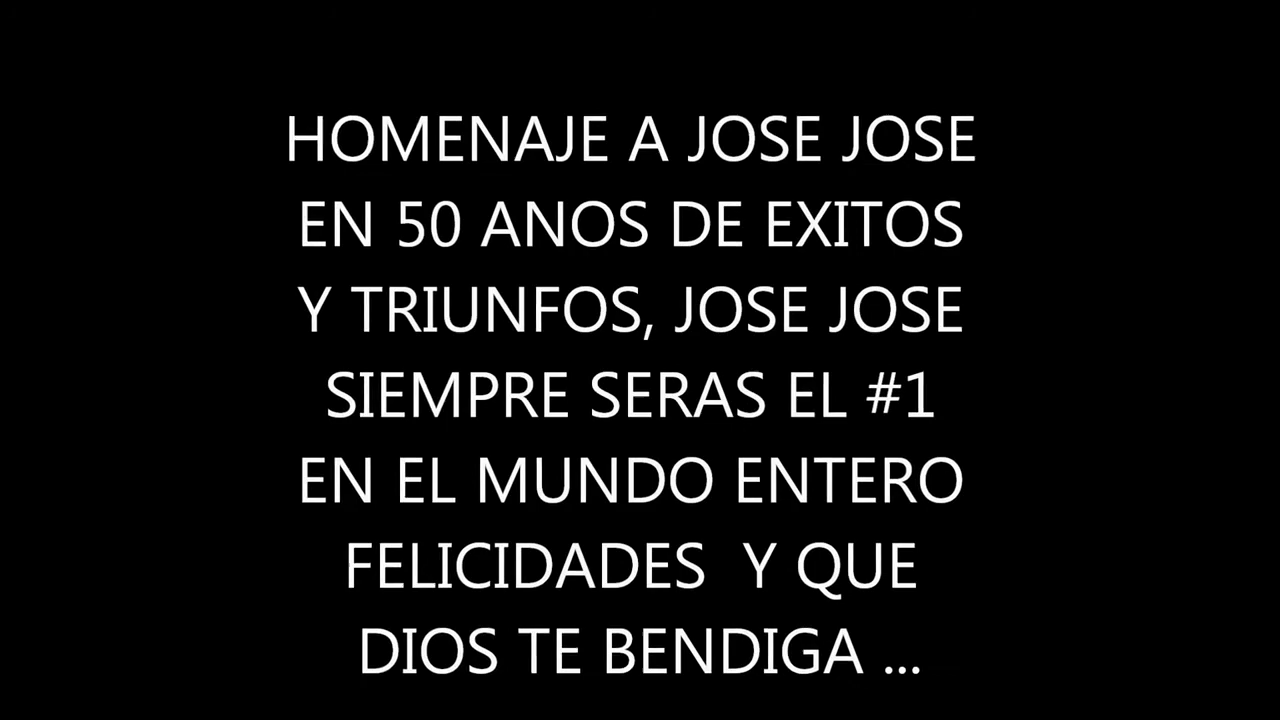 HOMENAJE A JOSE JOSE
EN 50 ANOS DE EXITOS
Y TRIUNFOS, JOSE JOSE
SIEMPRE SERAS EL #1
EN EL MUNDO ENTERO
FELICIDADES  Y QUE
DIOS TE BENDIGA ...